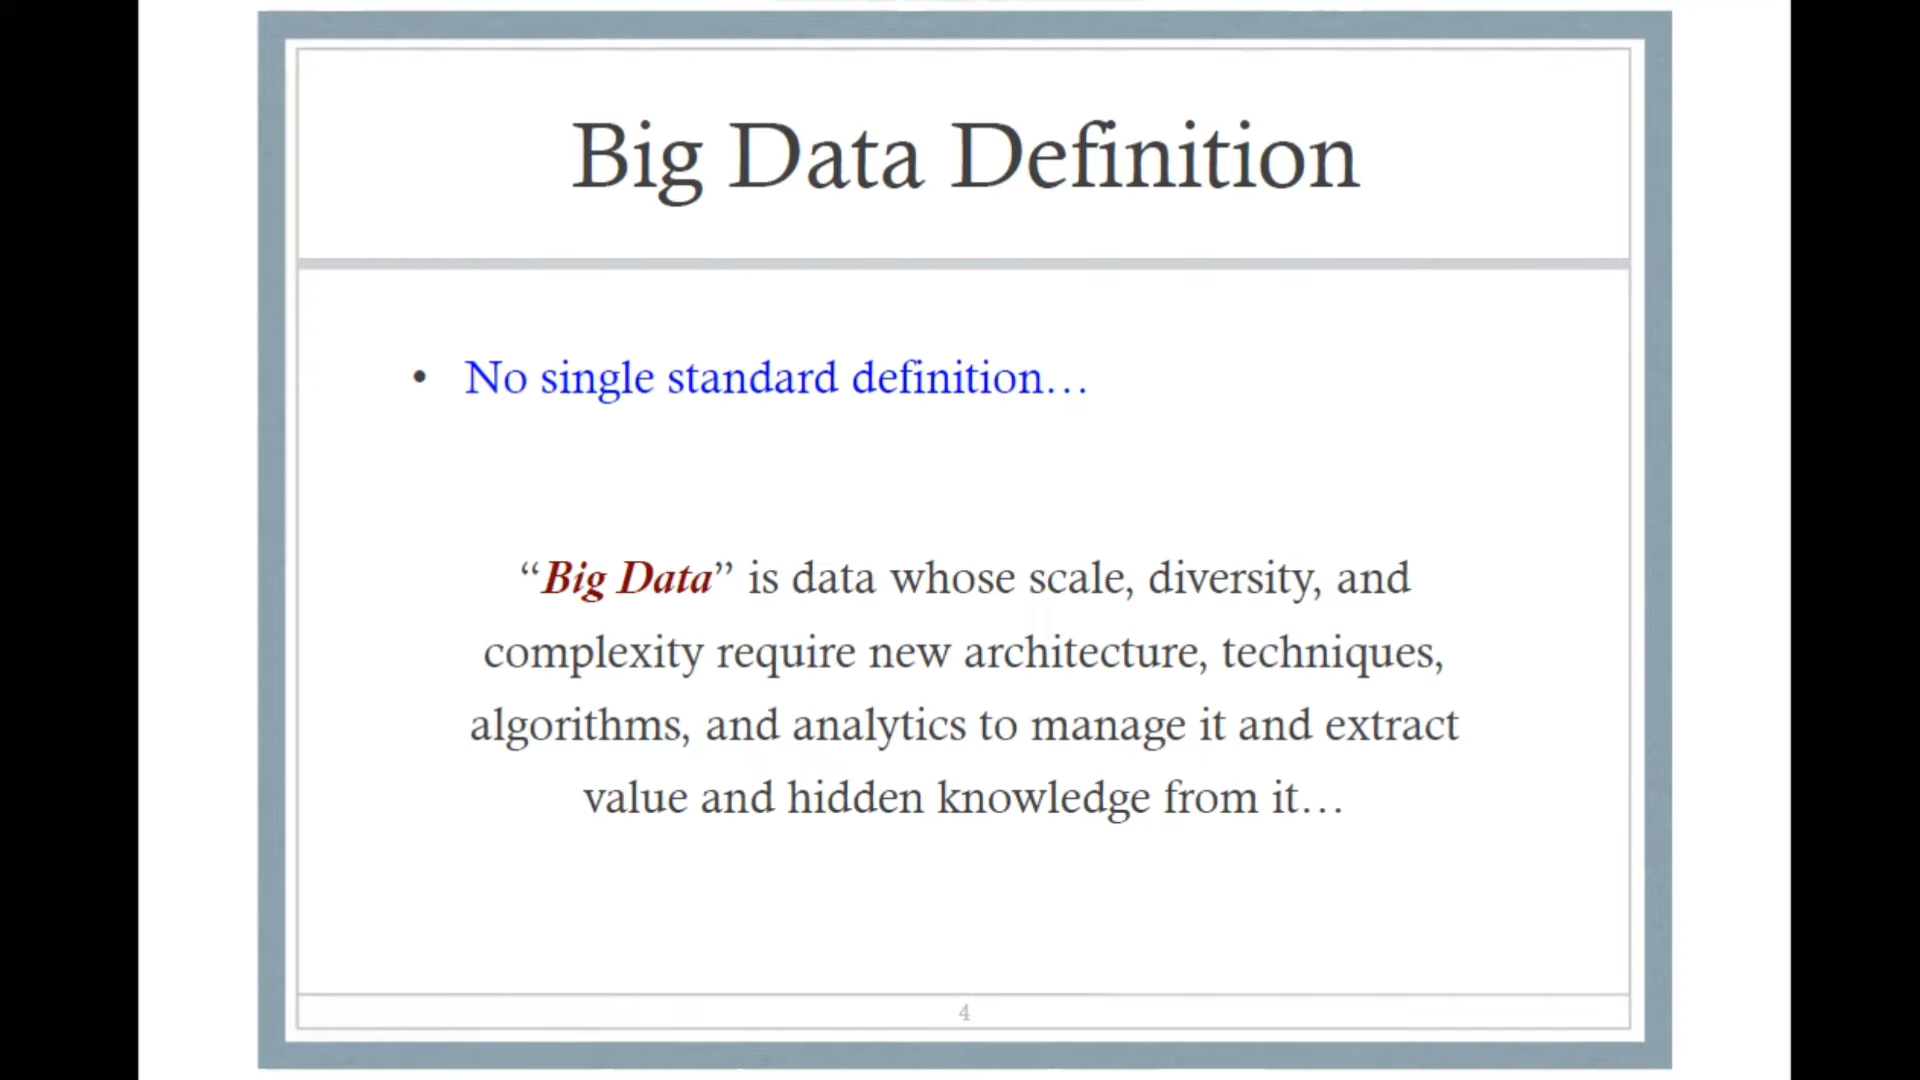 Big Data Definition
• No single standard definition…
“Big Data” is data whose scale, diversity, and
complexity require new architecture, techniques,
algorithms, and analytics to manage it and extract
value and hidden knowledge from it…
4